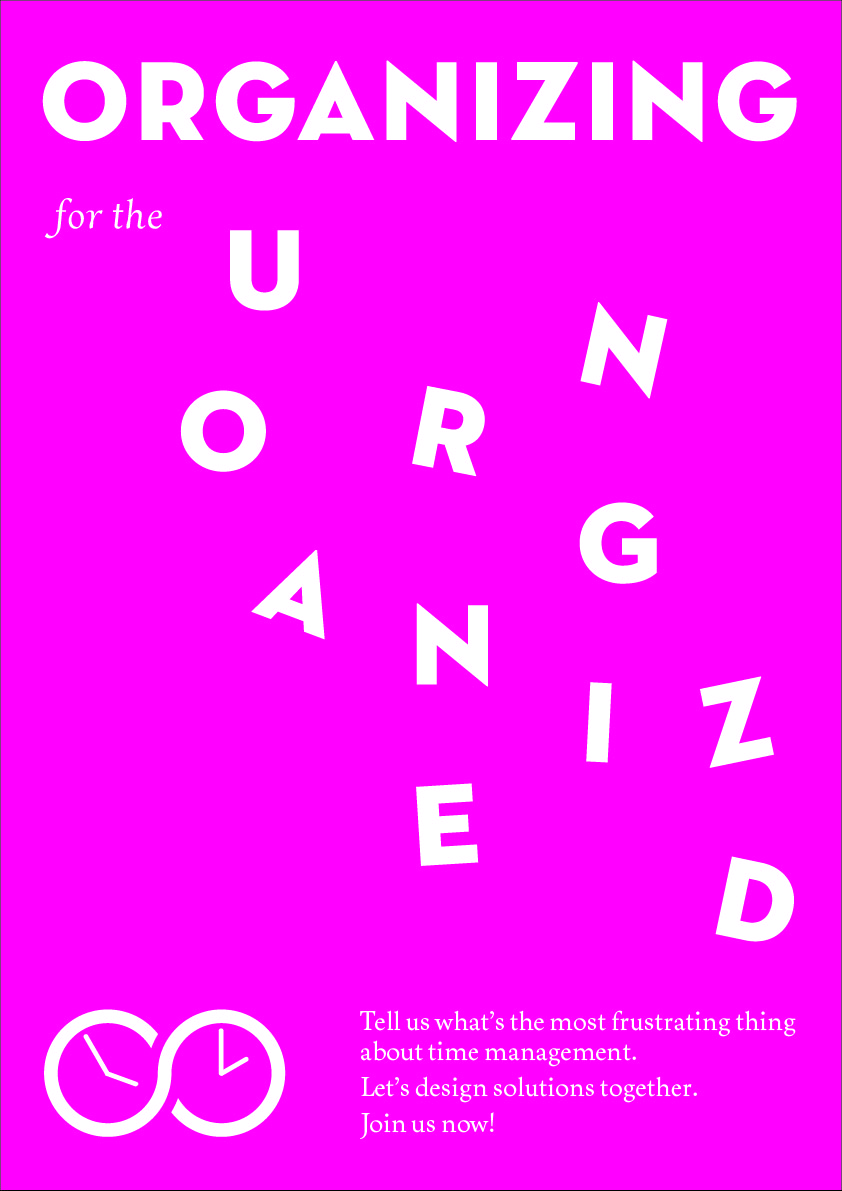 ORGANIZING
for the
U
N
O R
G
A N
I Z
E
D
Tell us what's the most frustrating thing
about time management.
Let's design solutions together.
Join us now!